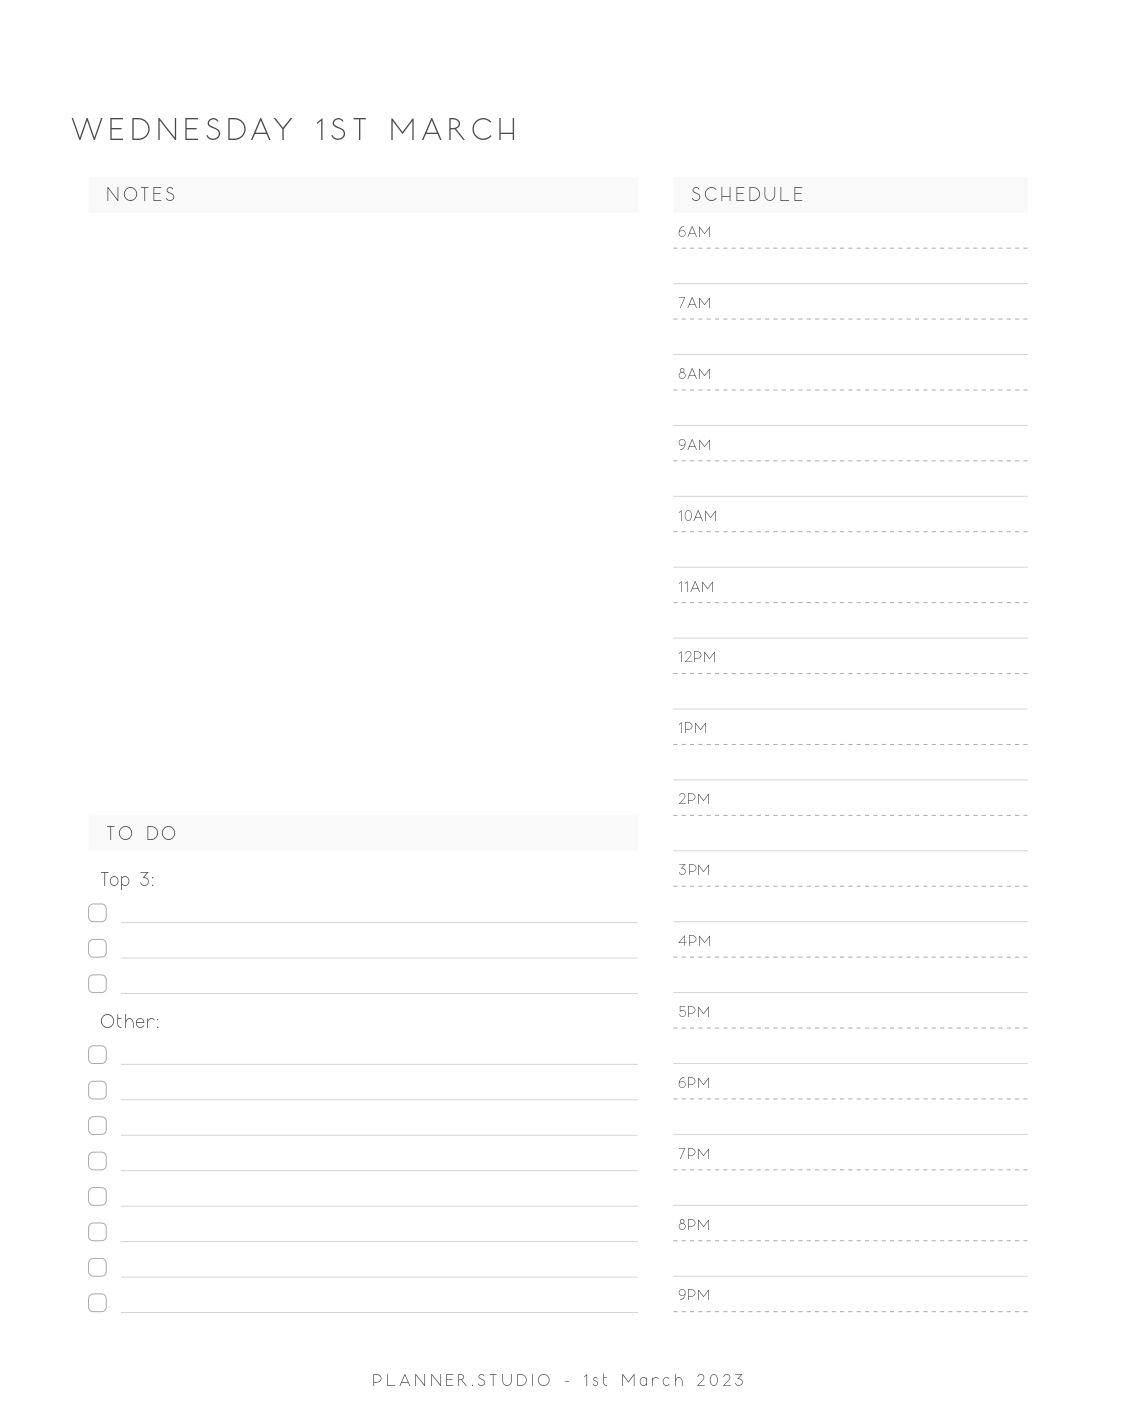 WEDNESDAY 1ST MARCH
NOTES
TO DO
Top 3:
Other:
SCHEDULE
6AM
7AM
8AM
9AM
10AM
11AM
12PM
1PM
2PM
3PM
4PM
5PM
6PM
7PM
8PM
9PM
PLANNER.STUDIO - 1st March 2023